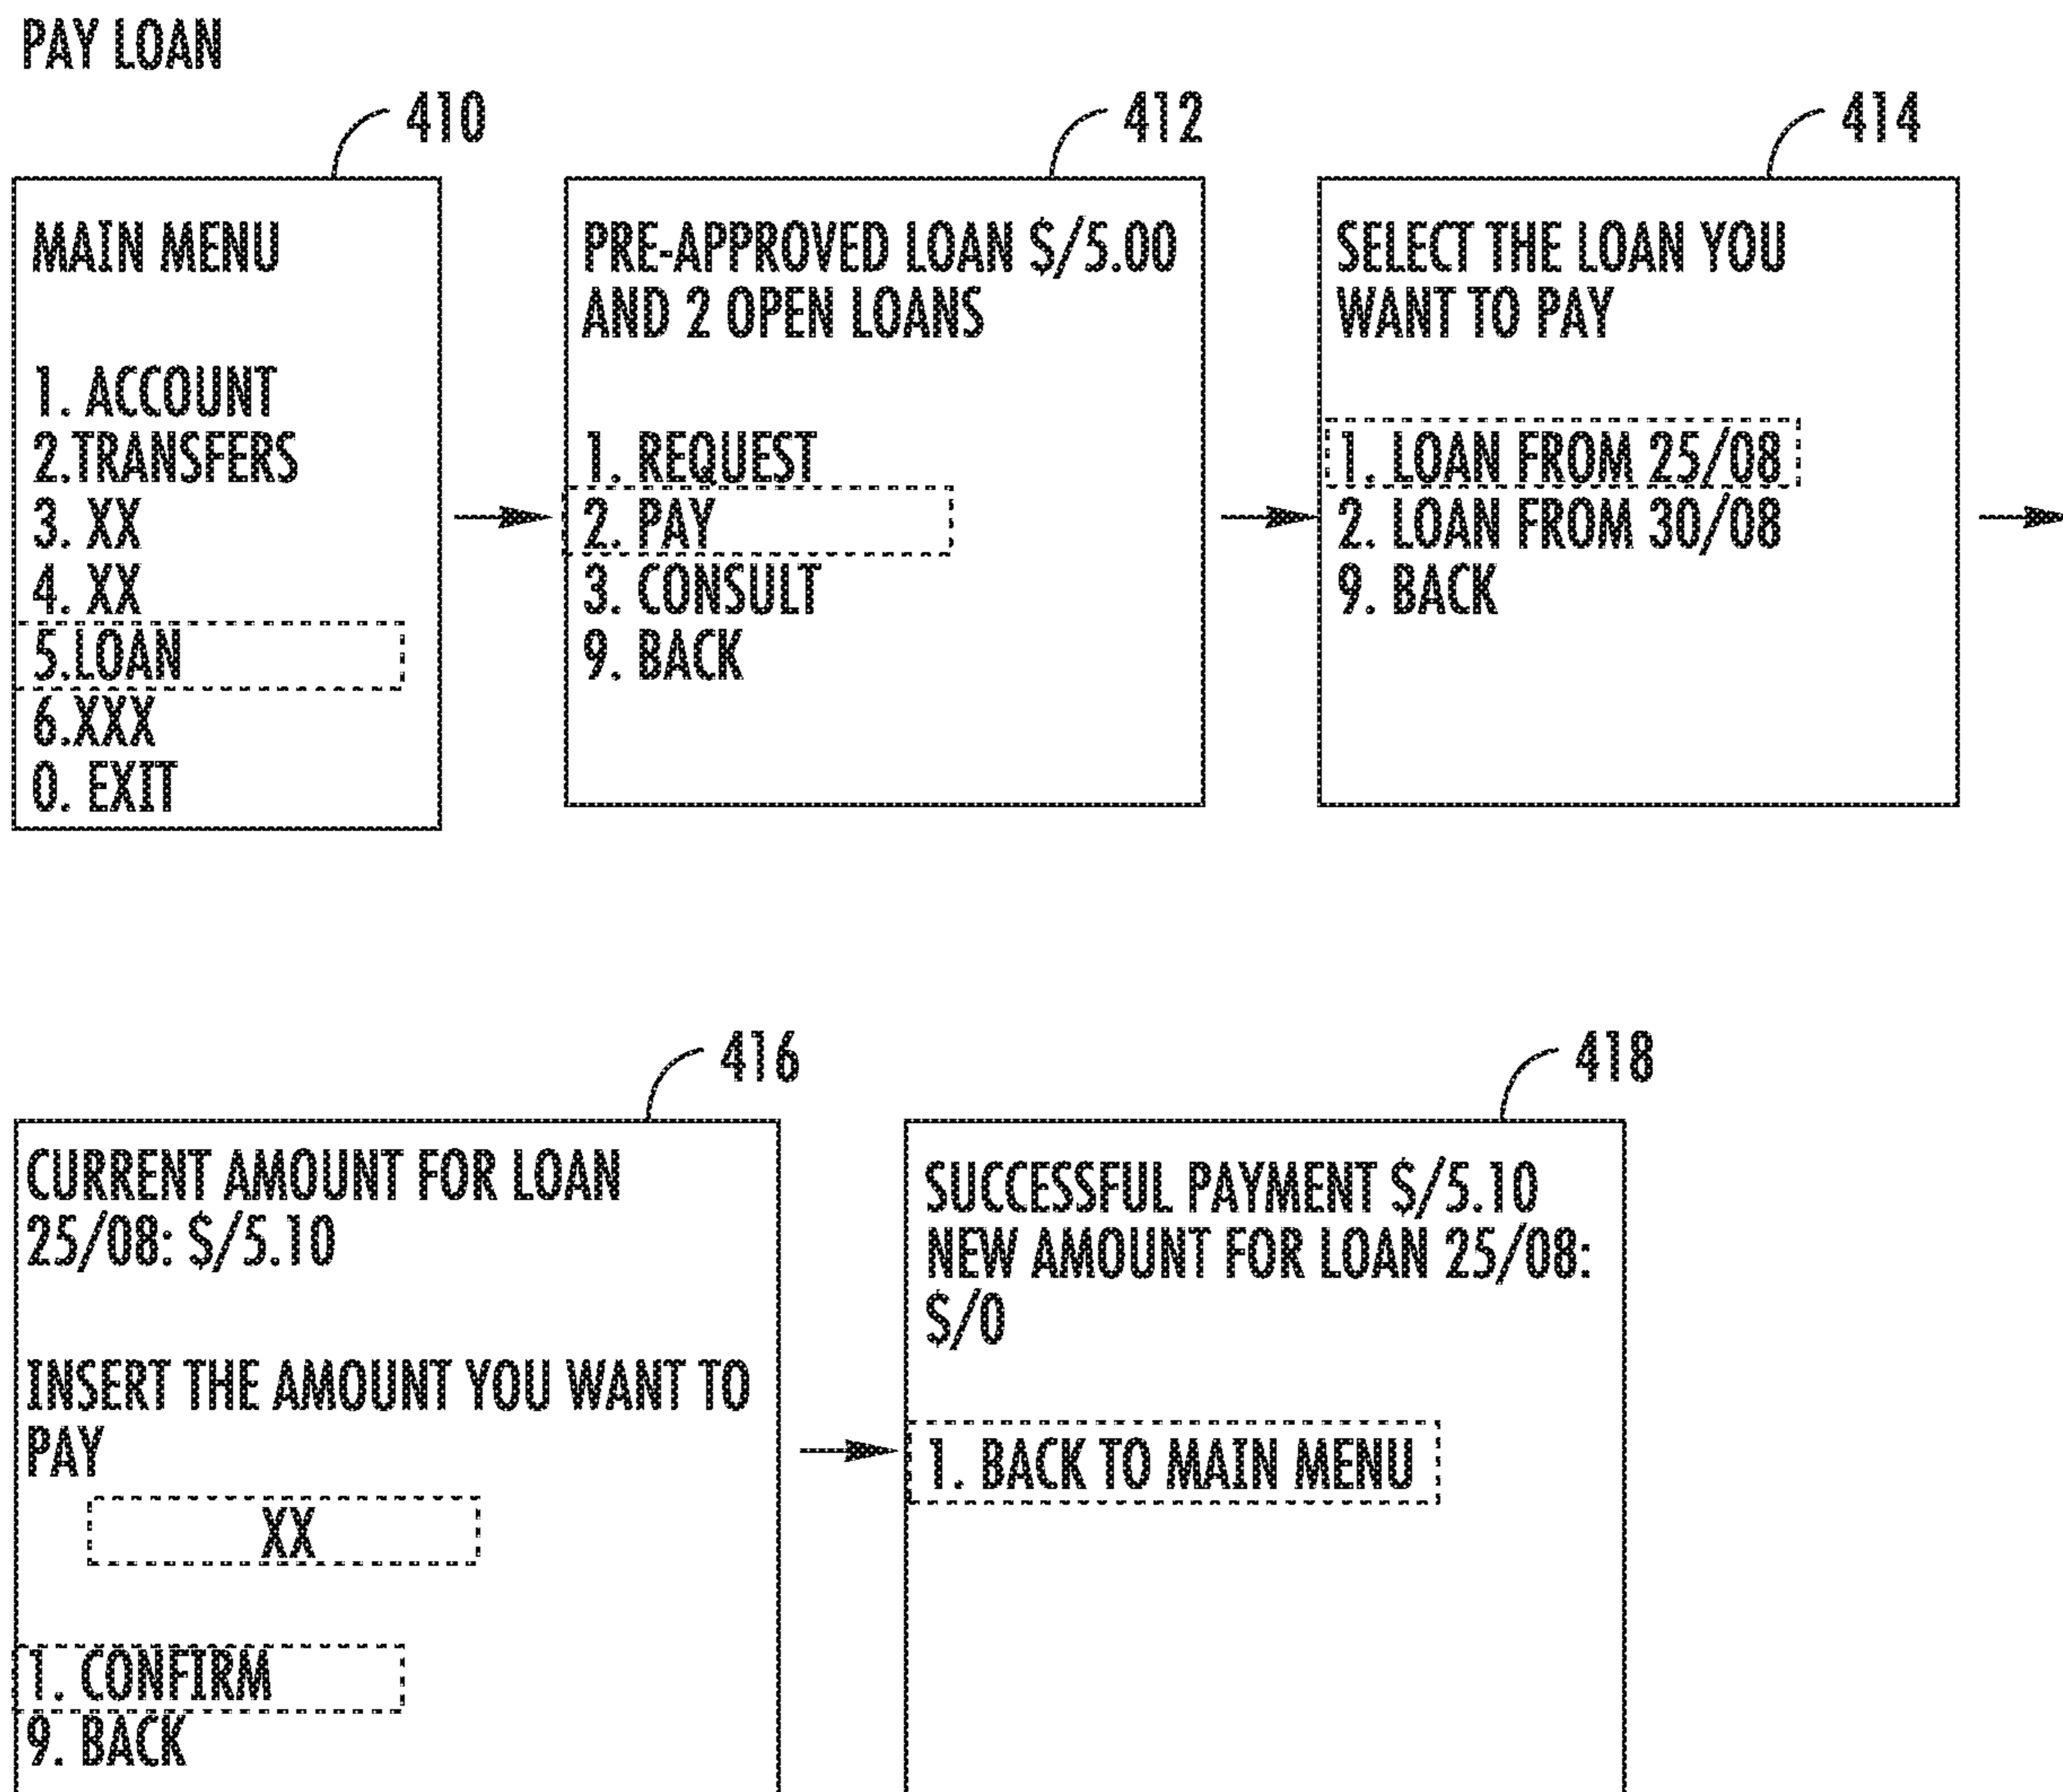 PAY LOAN
410
MAIN MENU
1. ACCOUNT
2.TRANSFERS
3. XX
4. XX
5.LOAN
6.XXX
0. EXIT
412
PRE-APPROVED LOAN $/5.00
AND 2 OPEN LOANS
1. REQUEST
2. PAY
3. CONSULT
9. BACK
414
SELECT THE LOAN YOU
WANT TO PAY
1. LOAN FROM 25/08
2. LOAN FROM 30/08
9. BACK
416
CURRENT AMOUNT FOR LOAN
25/08: $/5.10
INSERT THE AMOUNT YOU WANT TO
PAY
XX
1. CONFIRM
9. BACK
418
SUCCESSFUL PAYMENT $/5.10
NEW AMOUNT FOR LOAN 25/08:
$/0
1. BACK TO MAIN MENU